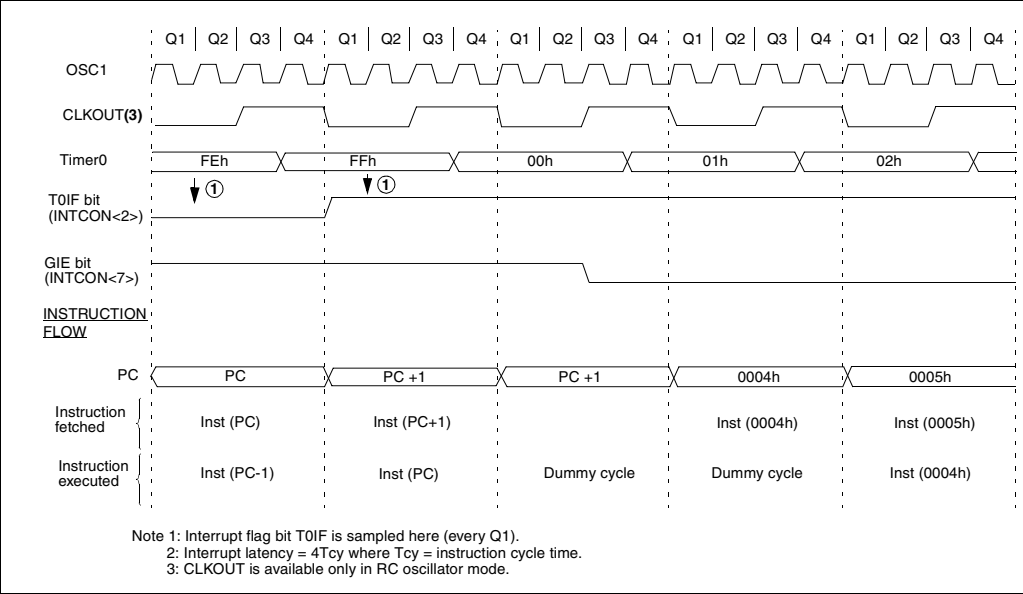 Q1 Q2 Q3 Q4 Q1 Q2 Q3 Q4 Q1 Q2 Q3 Q4 Q1 Q2 Q3 Q4 Q1 Q2 Q3 Q4
OSC1
CLKOUT(3)
Timer0 FEh FFh 00h 01h 02h
1 1
T0IF bit
(INTCON<2>)
GIE bit
(INTCON<7>)
INSTRUCTION
FLOW
PC PC PC +1 PC +1 0004h 0005h
Instruction
fetched
Inst (PC) Inst (PC+1) Inst (0004h) Inst (0005h)
Instruction
executed
Inst (PC-1) Inst (PC) Dummy cycle Dummy cycle Inst (0004h)
Note 1: Interrupt flag bit T0IF is sampled here (every Q1).
2: Interrupt latency = 4Tcy where Tcy = instruction cycle time.
3: CLKOUT is available only in RC oscillator mode.